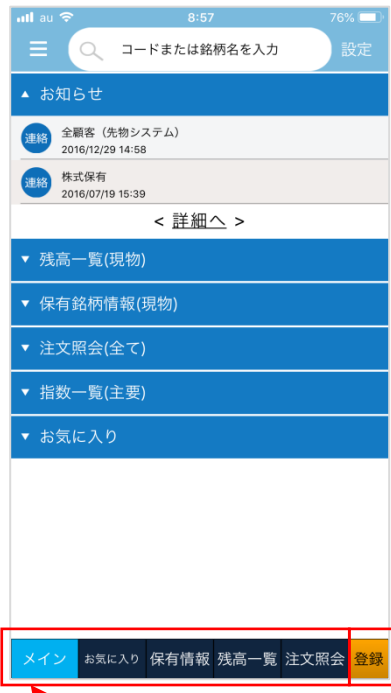 au 8:57 76%
コードまたは銘柄名を入力 設定
▲ お知らせ
連絡 全顧客（先物システム）
2016/12/29 14:58
連絡 株式保有
2016/07/19 15:39
< 詳細へ >
▼ 残高一覧(現物)
▼ 保有銘柄情報(現物)
▼ 注文照会(全て)
▼ 指数一覧(主要)
▼ お気に入り
メイン お気に入り 保有情報 残高一覧 注文照会 登録